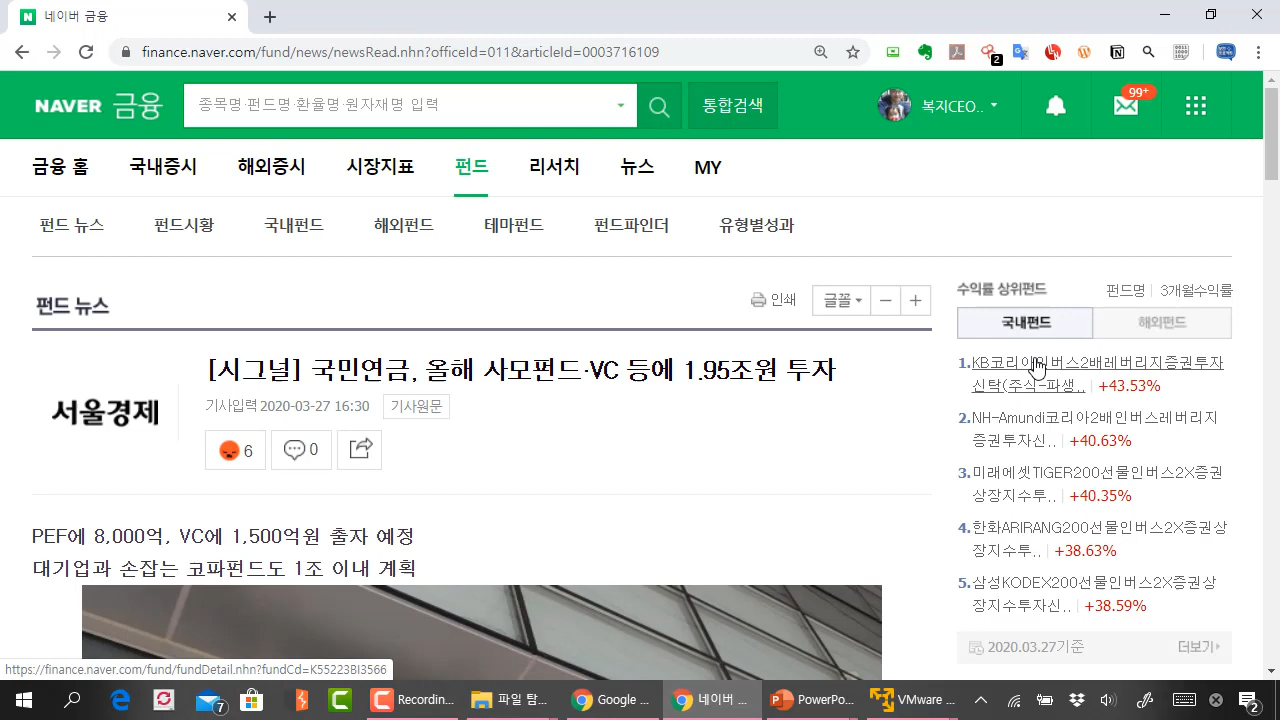 네이버 금융
finance.naver.com/fund/news/newsRead.nhn?officeId=011&articleId=0003716109
2
NAVER 금융
종목명·펀드명·환율명·원자재명 입력
통합검색
복지CEO..
99+
금융 홈 국내증시 해외증시 시장지표 펀드 리서치 뉴스 MY
펀드 뉴스 펀드시황 국내펀드 해외펀드 테마펀드 펀드파인더 유형별성과
펀드 뉴스
인쇄 글꼴
[시그널] 국민연금, 올해 사모펀드·VC 등에 1.95조원 투자
서울경제
기사입력 2020-03-27 16:30 기사원문
6 0
PEF에 8,000억, VC에 1,500억원 출자 예정
대기업과 손잡는 코파펀드도 1조 이내 계획
수익률 상위펀드 펀드명 3개월수익률
국내펀드 해외펀드
1.KB코리아인버스2배레버리지증권투자
신탁(주식-파생.. +43.53%
2.NH-Amundi코리아2배인버스레버리지
증권투자신.. +40.63%
3.미래에셋TIGER200선물인버스2X증권
상장지수투.. +40.35%
4.한화ARIRANG200선물인버스2X증권상
장지수투.. +38.63%
5.삼성KODEX200선물인버스2X증권상
장지수투자신.. +38.59%
2020.03.27기준 더보기
https://finance.naver.com/fund/fundDetail.nhn?fundCd=K55223BI3566
7 Recordin... 파일 탐... Google ... 네이버 ... PowerPo... VMware ... 2